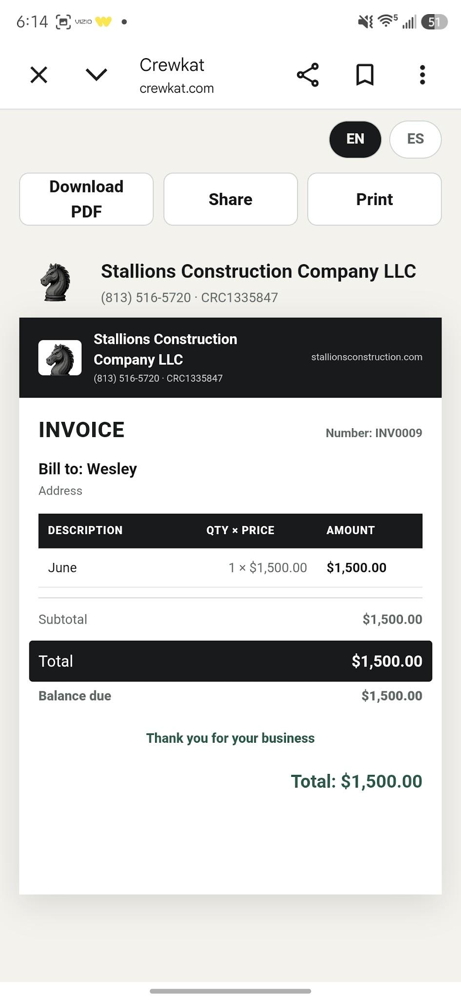 6:14 VIZIO 5 51
Crewkat
crewkat.com
EN ES
Download
PDF
Share
Print
Stallions Construction Company LLC
(813) 516-5720 · CRC1335847
Stallions Construction
Company LLC
(813) 516-5720 · CRC1335847
stallionsconstruction.com
INVOICE
Number: INV0009
Bill to: Wesley
Address
DESCRIPTION QTY × PRICE AMOUNT
June 1 × $1,500.00 $1,500.00
Subtotal $1,500.00
Total $1,500.00
Balance due $1,500.00
Thank you for your business
Total: $1,500.00